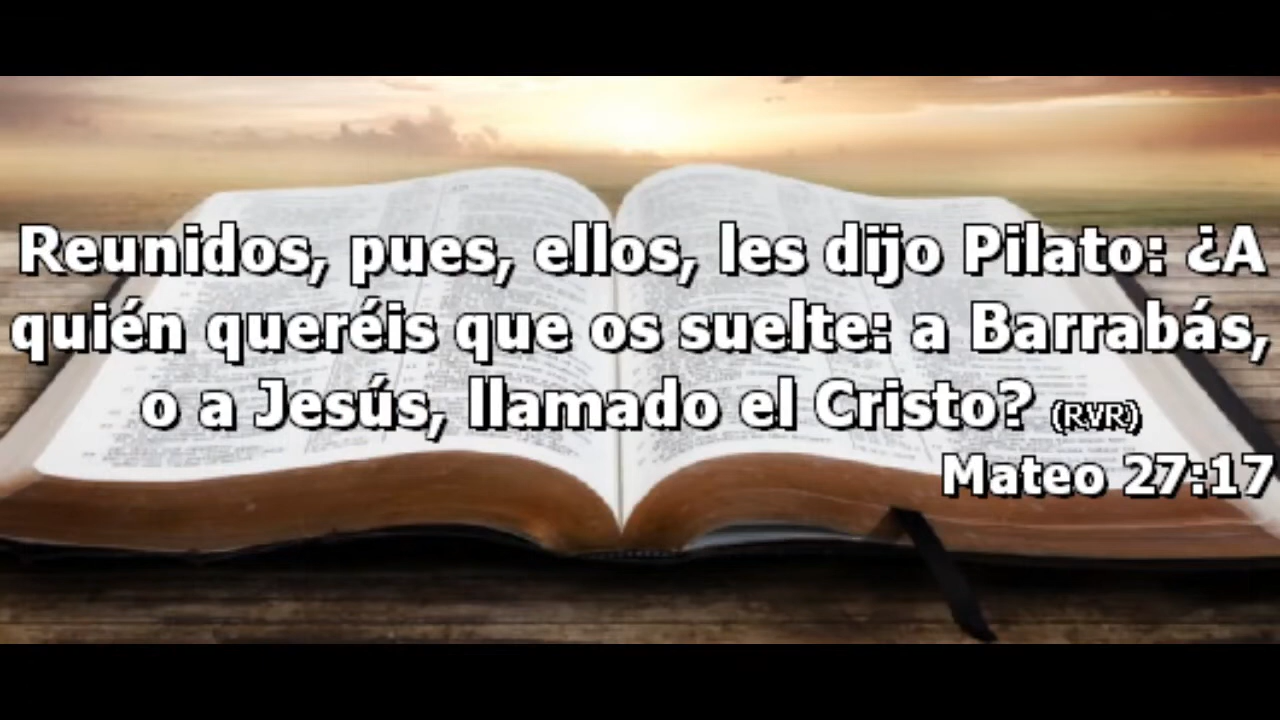 Reunidos, pues, ellos, les dijo Pilato: ¿A
quién queréis que os suelte: a Barrabás,
o a Jesús, llamado el Cristo? (RVR)
Mateo 27:17